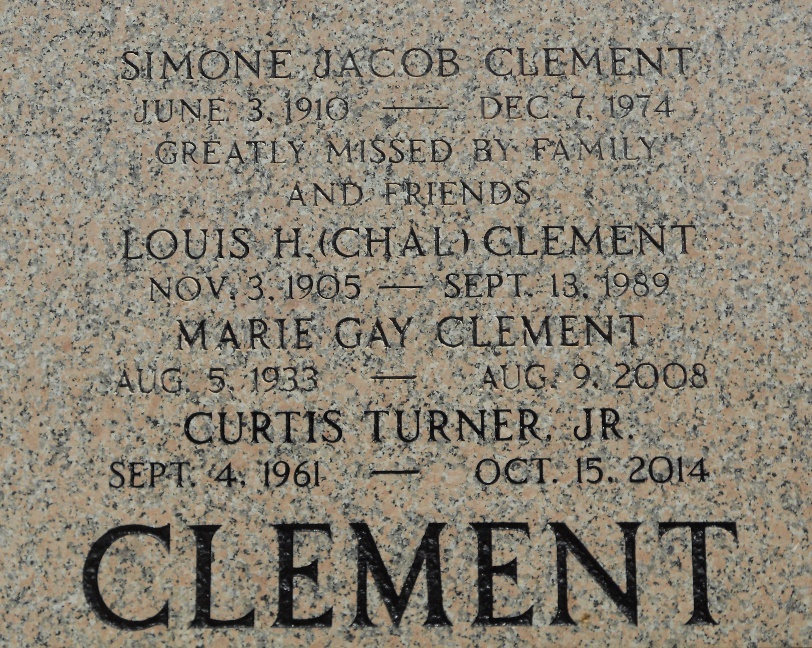 SIMONE JACOB CLEMENT
JUNE 3, 1910 — DEC. 7, 1974
GREATLY MISSED BY FAMILY
AND FRIENDS
LOUIS H. (CHAL) CLEMENT
NOV. 3, 1905 — SEPT. 13, 1989
MARIE GAY CLEMENT
AUG. 5, 1933 — AUG. 9, 2008
CURTIS TURNER, JR.
SEPT. 4, 1961 — OCT. 15, 2014
CLEMENT